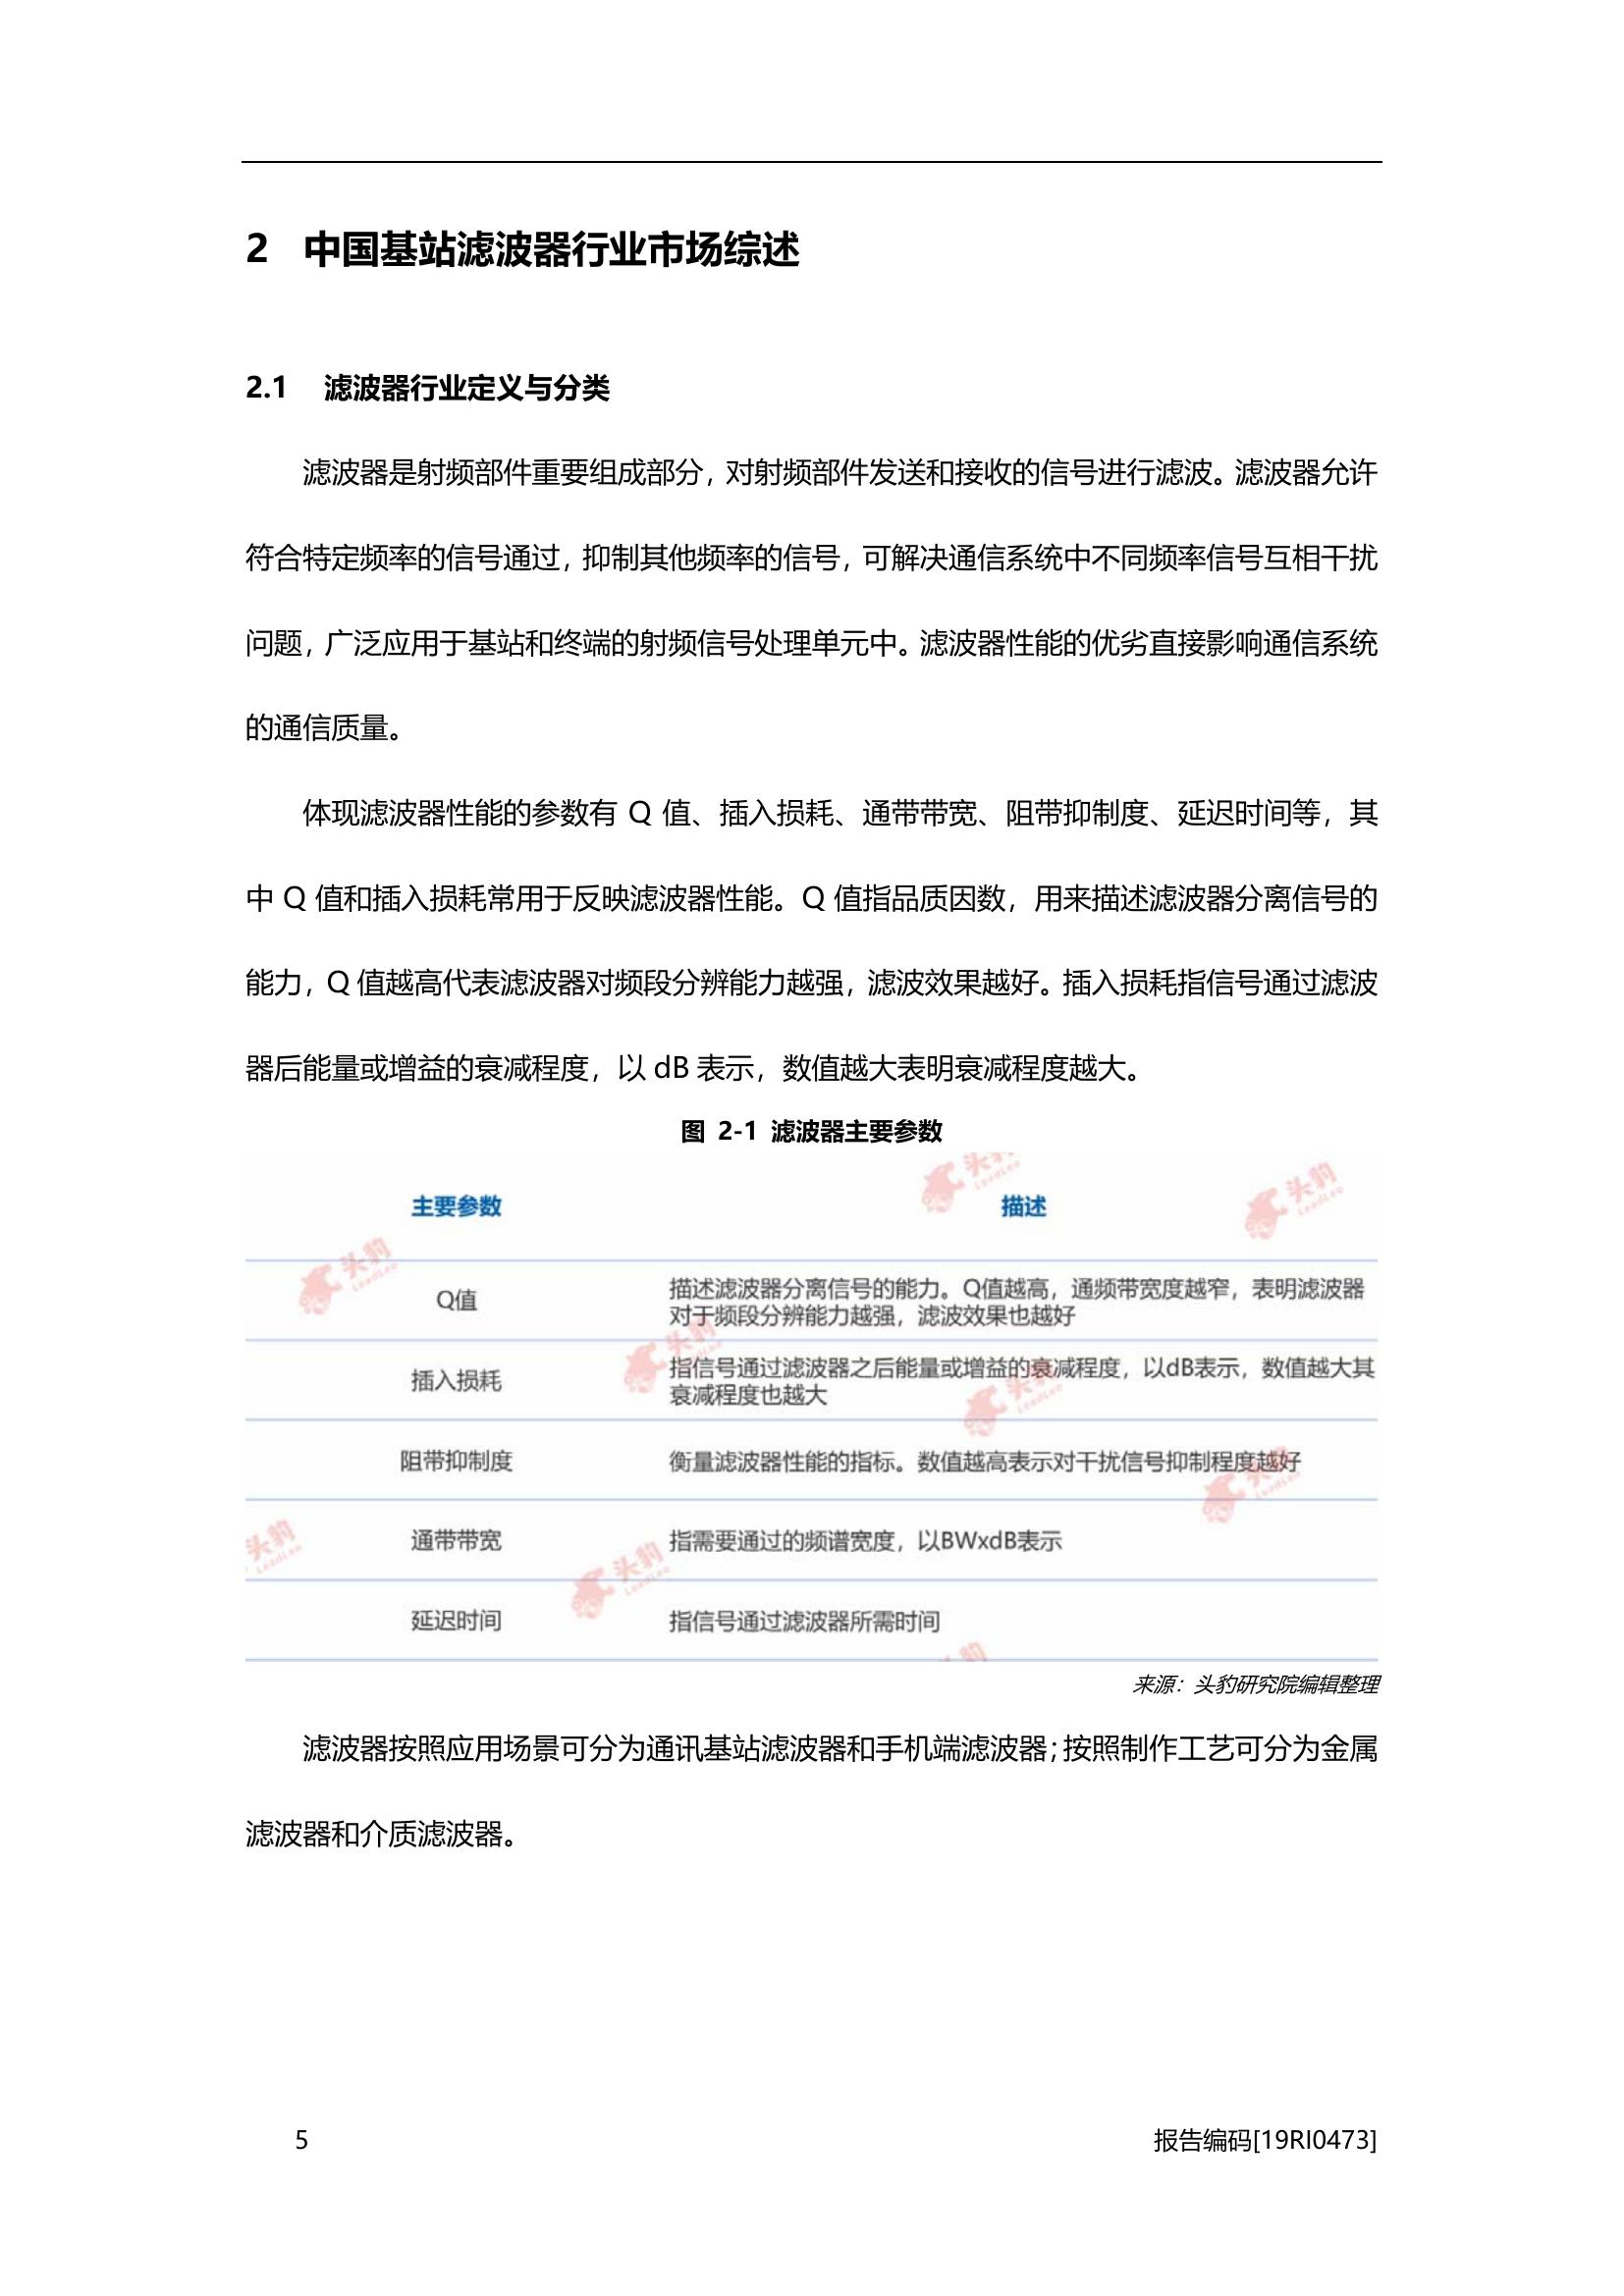 2 中国基站滤波器行业市场综述
2.1 滤波器行业定义与分类
滤波器是射频部件重要组成部分，对射频部件发送和接收的信号进行滤波。滤波器允许
符合特定频率的信号通过，抑制其他频率的信号，可解决通信系统中不同频率信号互相干扰
问题，广泛应用于基站和终端的射频信号处理单元中。滤波器性能的优劣直接影响通信系统
的通信质量。
体现滤波器性能的参数有 Q 值、插入损耗、通带带宽、阻带抑制度、延迟时间等，其
中 Q 值和插入损耗常用于反映滤波器性能。Q 值指品质因数，用来描述滤波器分离信号的
能力，Q 值越高代表滤波器对频段分辨能力越强，滤波效果越好。插入损耗指信号通过滤波
器后能量或增益的衰减程度，以 dB 表示，数值越大表明衰减程度越大。
图 2-1 滤波器主要参数
主要参数 描述
Q值 描述滤波器分离信号的能力。Q值越高，通频带宽度越窄，表明滤波器
对于频段分辨能力越强，滤波效果也越好
插入损耗 指信号通过滤波器之后能量或增益的衰减程度，以dB表示，数值越大其
衰减程度也越大
阻带抑制度 衡量滤波器性能的指标。数值越高表示对干扰信号抑制程度越好
通带带宽 指需要通过的频谱宽度，以BWxdB表示
延迟时间 指信号通过滤波器所需时间
来源：头豹研究院编辑整理
滤波器按照应用场景可分为通讯基站滤波器和手机端滤波器；按照制作工艺可分为金属
滤波器和介质滤波器。
5 报告编码[19RI0473]